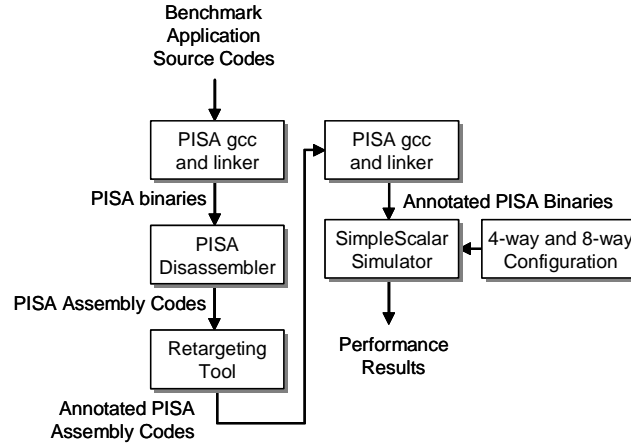 Benchmark
Application
Source Codes
PISA gcc
and linker
PISA binaries
PISA
Disassembler
PISA Assembly Codes
Retargeting
Tool
Annotated PISA
Assembly Codes
PISA gcc
and linker
Annotated PISA Binaries
SimpleScalar
Simulator
4-way and 8-way
Configuration
Performance
Results